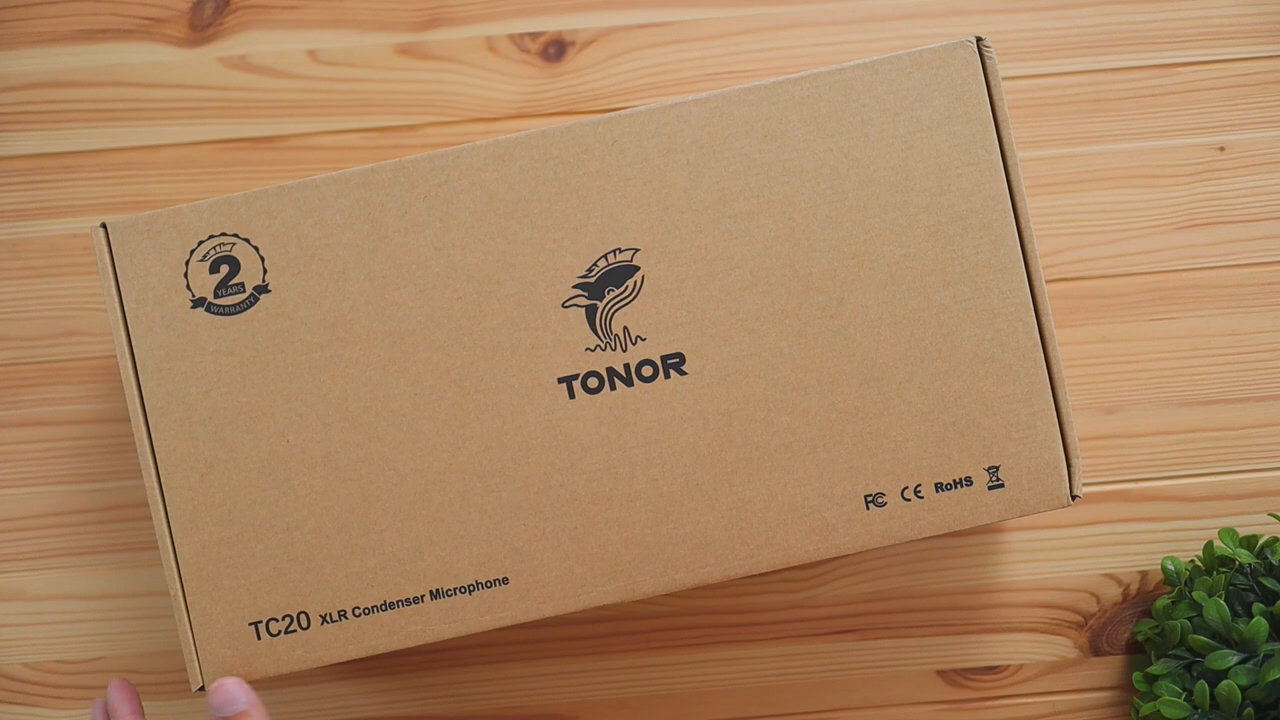 2
YEARS
WARRANTY
TONOR
FC CE RoHS
TC20 XLR Condenser Microphone